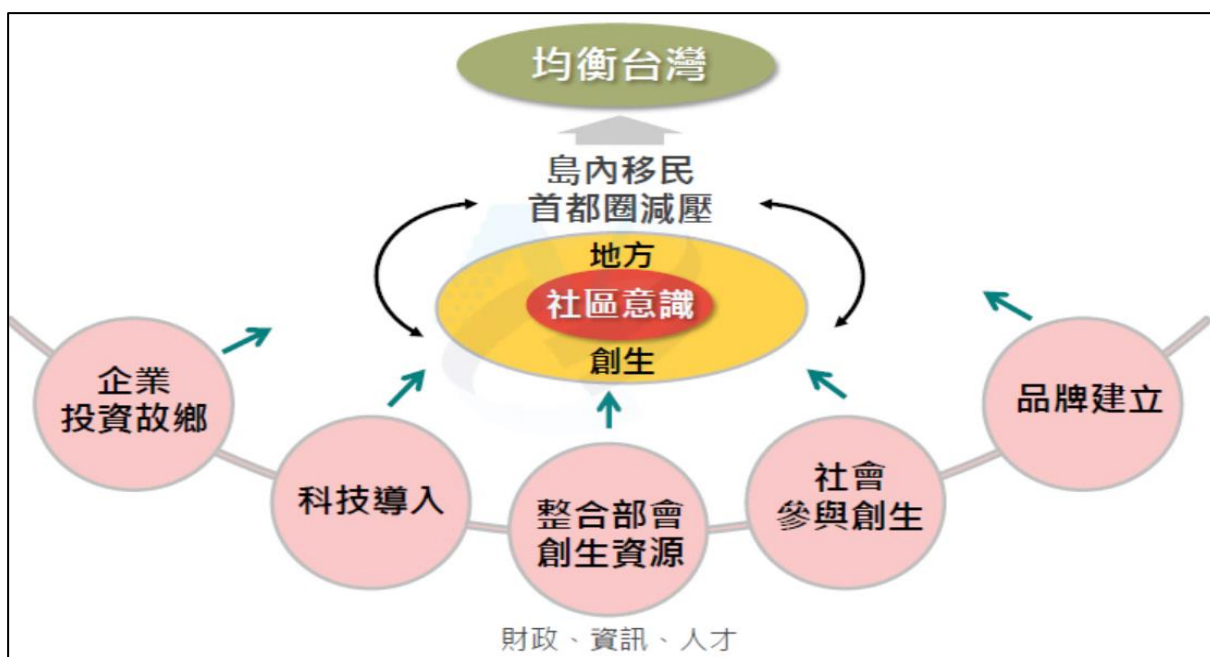 均衡台灣
島內移民
首都圈減壓
地方
社區意識
創生
企業
投資故鄉
科技導入
整合部會
創生資源
社會
參與創生
品牌建立
財政、資訊、人才